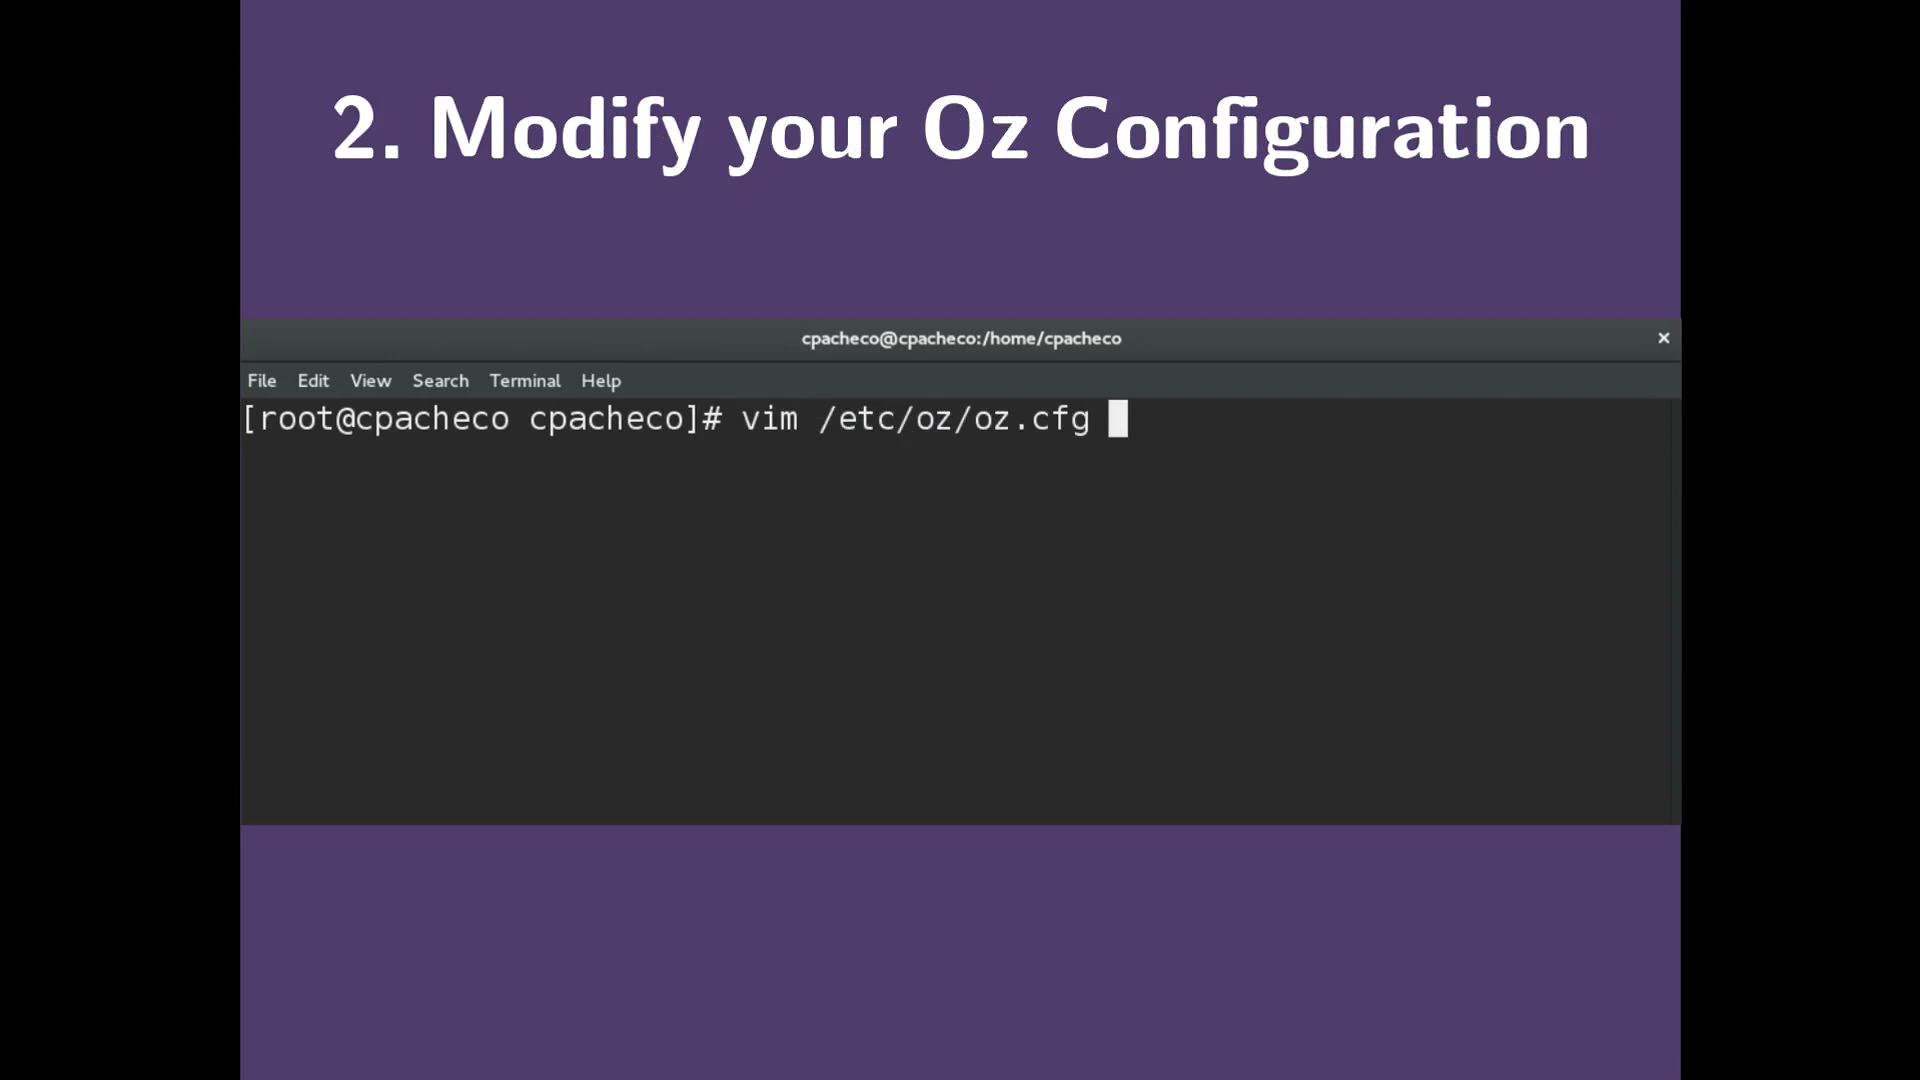 2. Modify your Oz Configuration
cpacheco@cpacheco:/home/cpacheco ×
File Edit View Search Terminal Help
[root@cpacheco cpacheco]# vim /etc/oz/oz.cfg